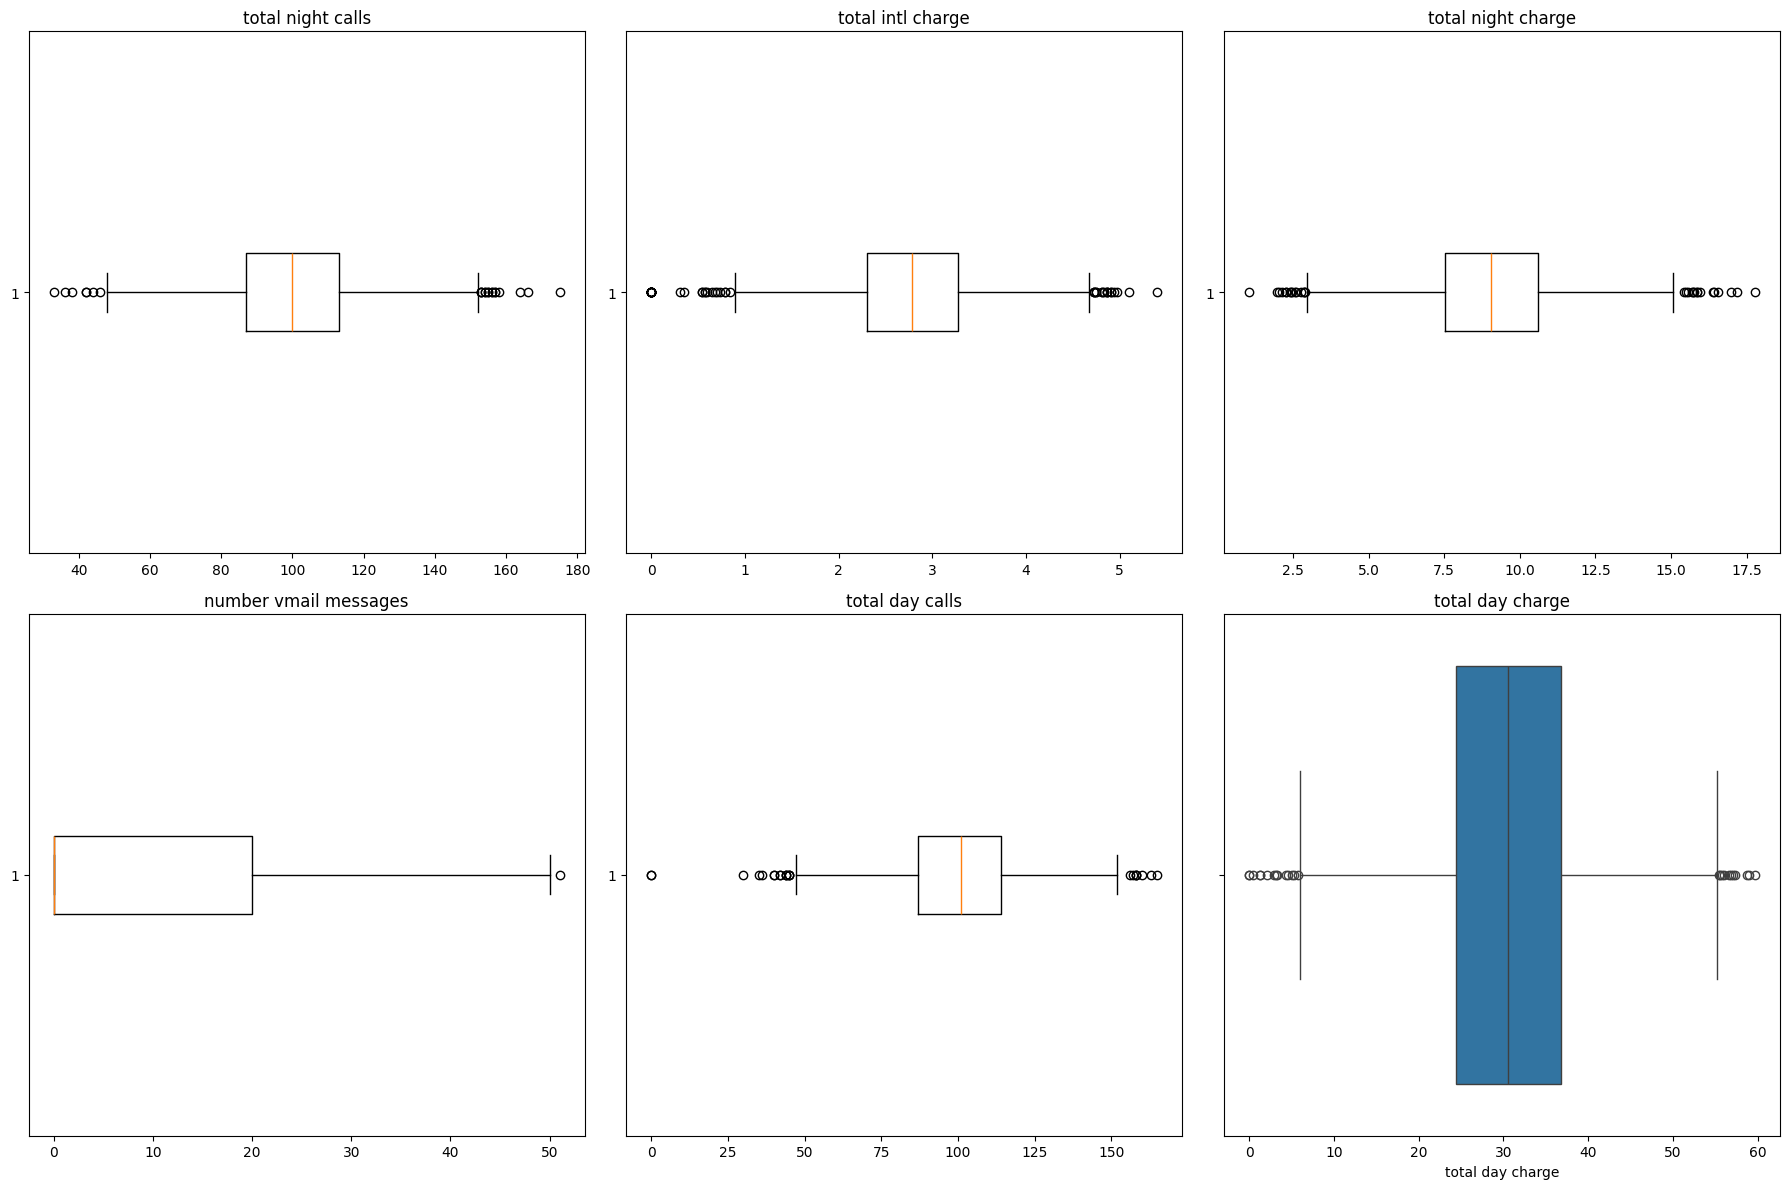 total night calls
1
40 60 80 100 120 140 160 180
total intl charge
1
0 1 2 3 4 5
total night charge
1
2.5 5.0 7.5 10.0 12.5 15.0 17.5
number vmail messages
1
0 10 20 30 40 50
total day calls
1
0 25 50 75 100 125 150
total day charge
0 10 20 30 40 50 60
total day charge